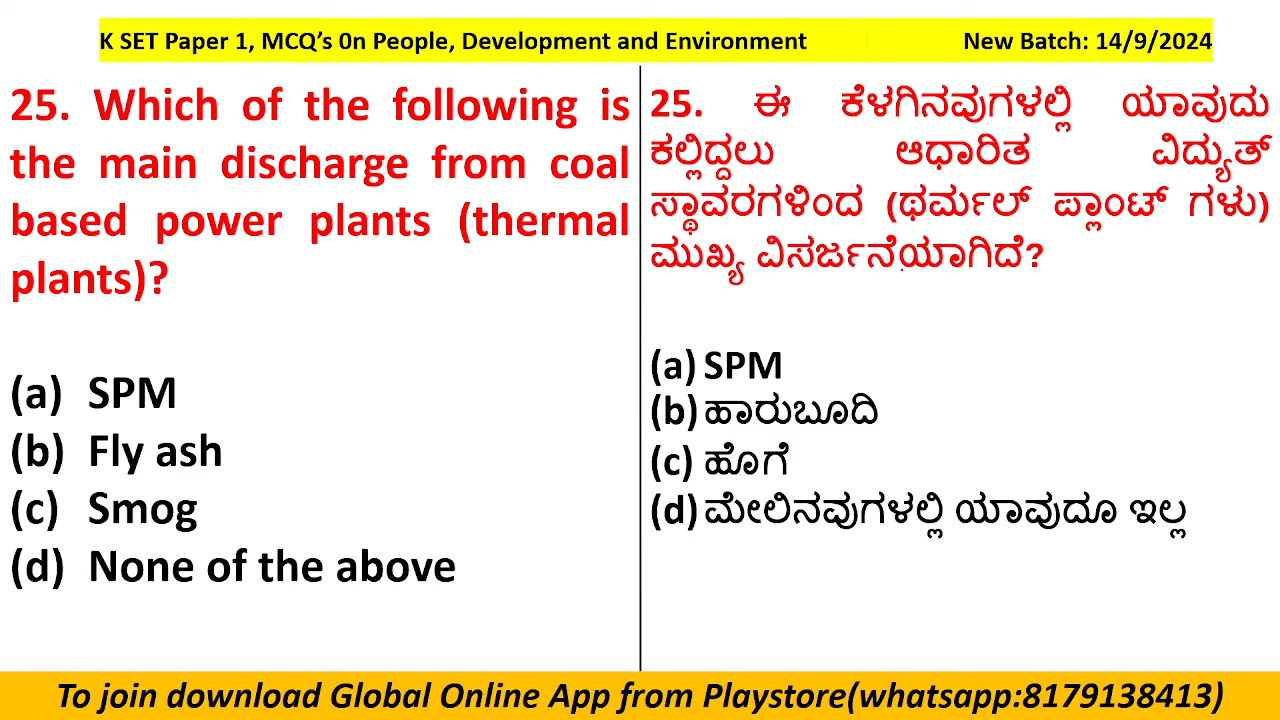 K SET Paper 1, MCQ’s 0n People, Development and Environment New Batch: 14/9/2024
25. Which of the following is
the main discharge from coal
based power plants (thermal
plants)?
(a) SPM
(b) Fly ash
(c) Smog
(d) None of the above
25. ಈ ಕೆಳಗಿನವುಗಳಲ್ಲಿ ಯಾವುದು
ಕಲ್ಲಿದ್ದಲು ಆಧಾರಿತ ವಿದ್ಯುತ್
ಸ್ಥಾವರಗಳಿಂದ (ಥರ್ಮಲ್ ಪ್ಲಾಂಟ್ ಗಳು)
ಮುಖ್ಯ ವಿಸರ್ಜನೆಯಾಗಿದೆ?
(a) SPM
(b) ಹಾರುಬೂದಿ
(c) ಹೊಗೆ
(d) ಮೇಲಿನವುಗಳಲ್ಲಿ ಯಾವುದೂ ಇಲ್ಲ
To join download Global Online App from Playstore(whatsapp:8179138413)